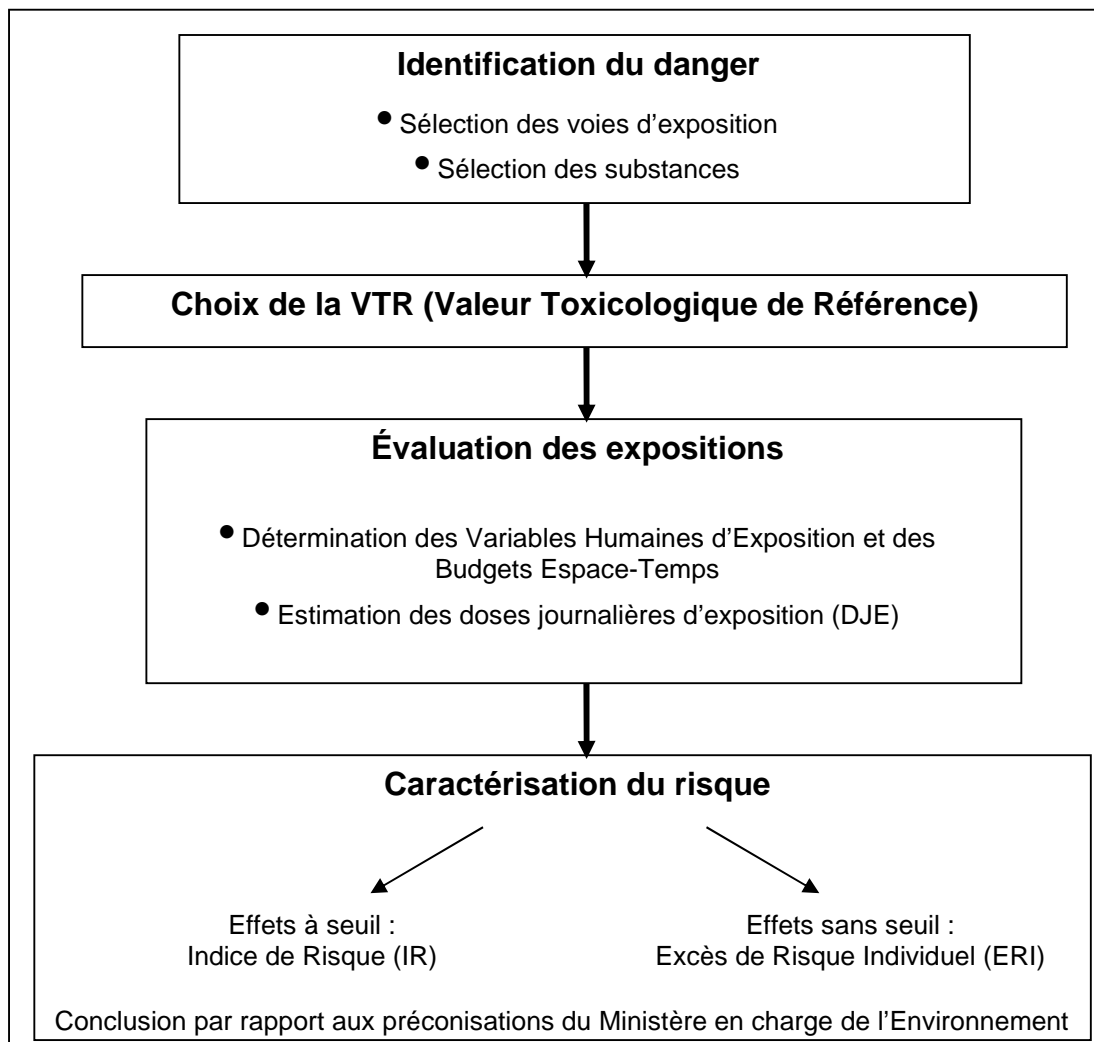 Identification du danger
• Sélection des voies d’exposition
• Sélection des substances
Choix de la VTR (Valeur Toxicologique de Référence)
Évaluation des expositions
• Détermination des Variables Humaines d’Exposition et des
Budgets Espace-Temps
• Estimation des doses journalières d’exposition (DJE)
Caractérisation du risque
Effets à seuil :
Indice de Risque (IR)
Effets sans seuil :
Excès de Risque Individuel (ERI)
Conclusion par rapport aux préconisations du Ministère en charge de l’Environnement